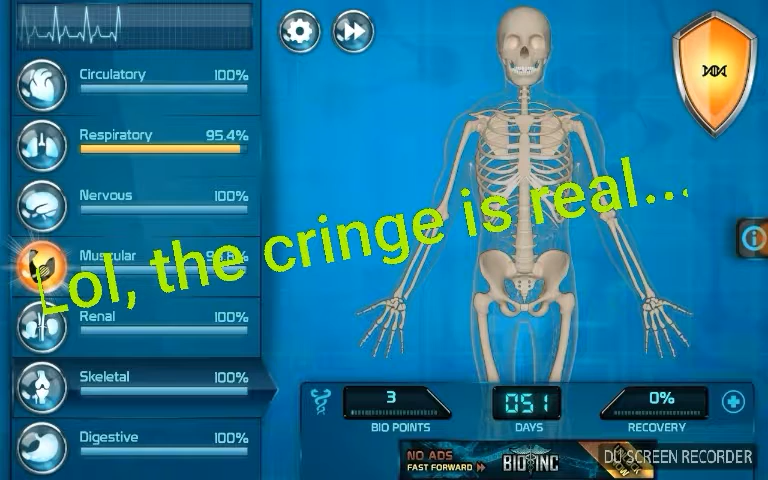 Circulatory 100%
Respiratory 95.4%
Nervous 100%
Muscular
Lol, the cringe is real...
Renal 100%
Skeletal 100%
Digestive 100%
3
BIO POINTS
051
DAYS
0%
RECOVERY
NO ADS
FAST FORWARD
BIO INC
DU SCREEN RECORDER